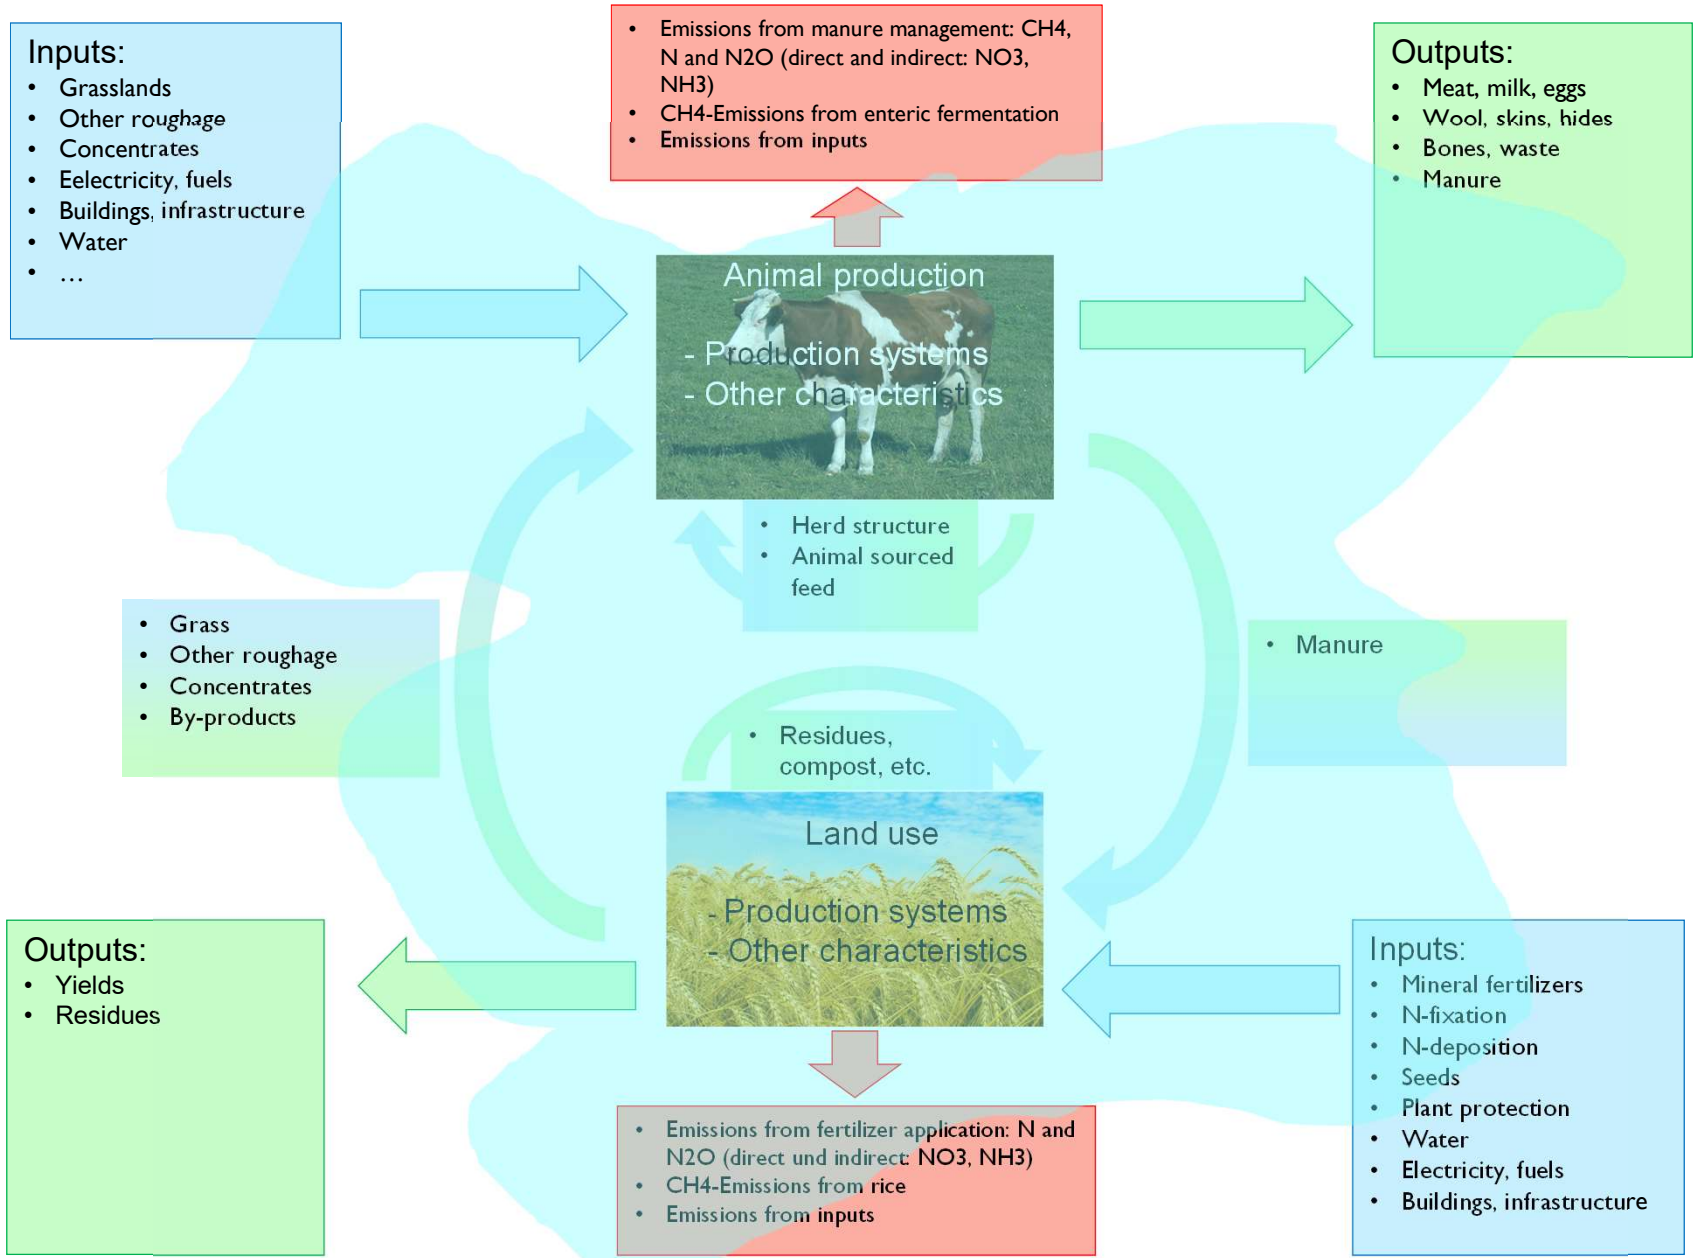 Inputs:
• Grasslands
• Other roughage
• Concentrates
• Eelectricity, fuels
• Buildings, infrastructure
• Water
• …
• Emissions from manure management: CH4,
N and N2O (direct and indirect: NO3,
NH3)
• CH4-Emissions from enteric fermentation
• Emissions from inputs
Outputs:
• Meat, milk, eggs
• Wool, skins, hides
• Bones, waste
• Manure
Animal production
- Production systems
- Other characteristics
• Herd structure
• Animal sourced
feed
• Grass
• Other roughage
• Concentrates
• By-products
• Manure
• Residues,
compost, etc.
Land use
- Production systems
- Other characteristics
Outputs:
• Yields
• Residues
Inputs:
• Mineral fertilizers
• N-fixation
• N-deposition
• Seeds
• Plant protection
• Water
• Electricity, fuels
• Buildings, infrastructure
• Emissions from fertilizer application: N and
N2O (direct und indirect: NO3, NH3)
• CH4-Emissions from rice
• Emissions from inputs